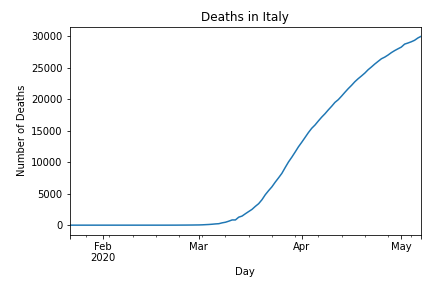 Deaths in Italy
Number of Deaths
30000
25000
20000
15000
10000
5000
0
Feb
2020
Mar
Apr
May
Day